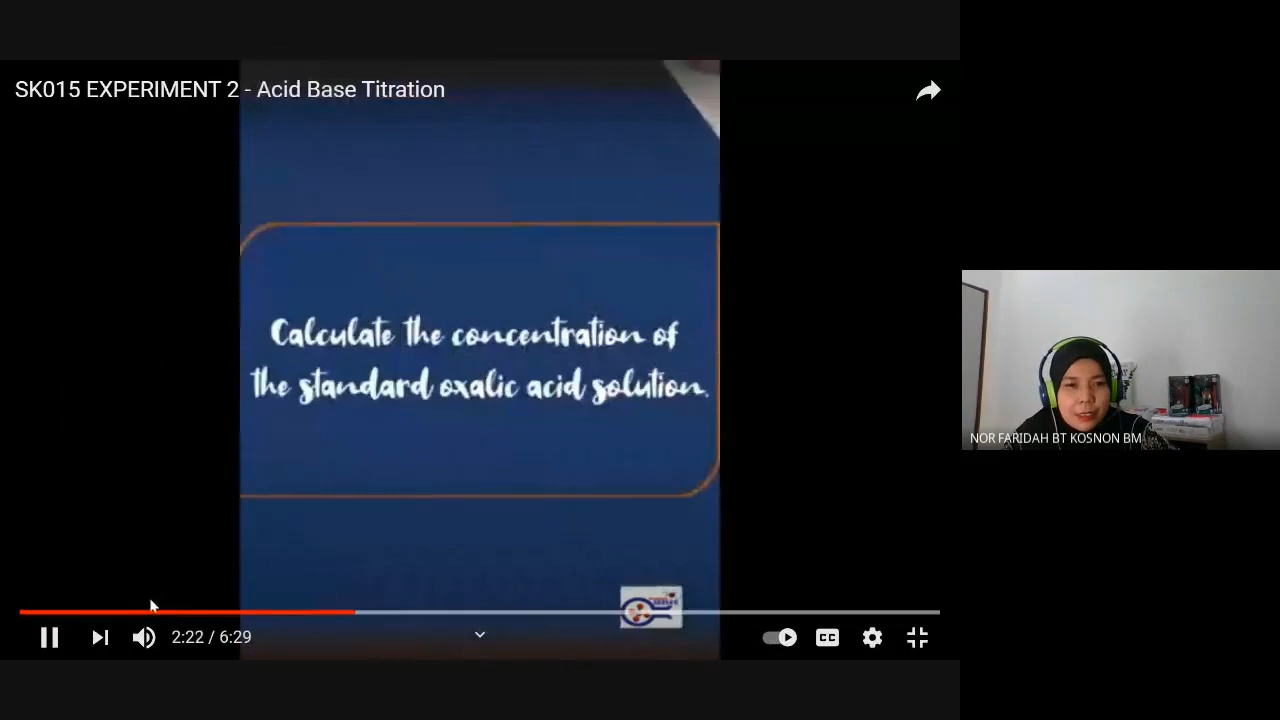 SK015 EXPERIMENT 2 - Acid Base Titration
Calculate the concentration of
the standard oxalic acid solution.
NOR FARIDAH BT KOSNON BM
2:22 / 6:29
CC